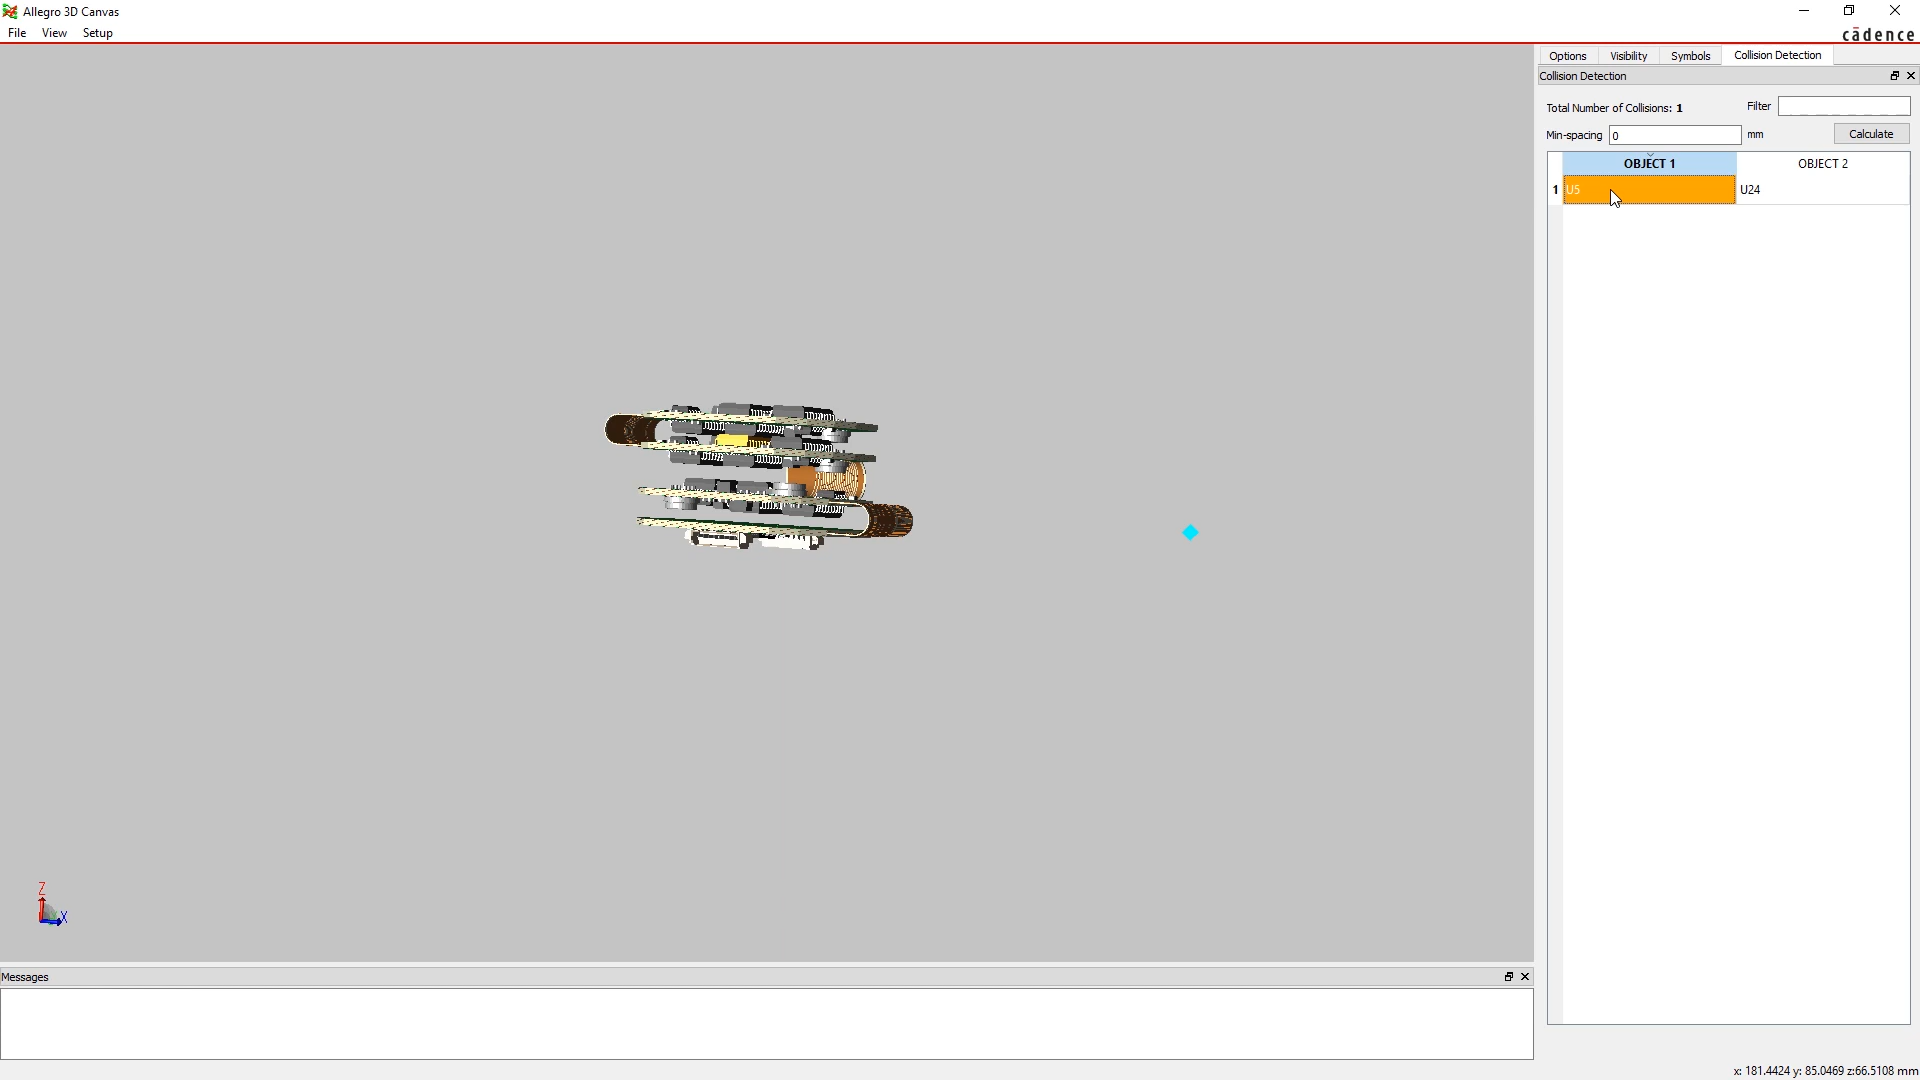 Allegro 3D Canvas
File View Setup
cādence
Options Visibility Symbols Collision Detection
Collision Detection
Total Number of Collisions: 1 Filter
Min-spacing 0 mm Calculate
OBJECT 1 OBJECT 2
1 U5 U24
Z
X
Messages
x: 181.4424 y: 85.0469 z:66.5108 mm